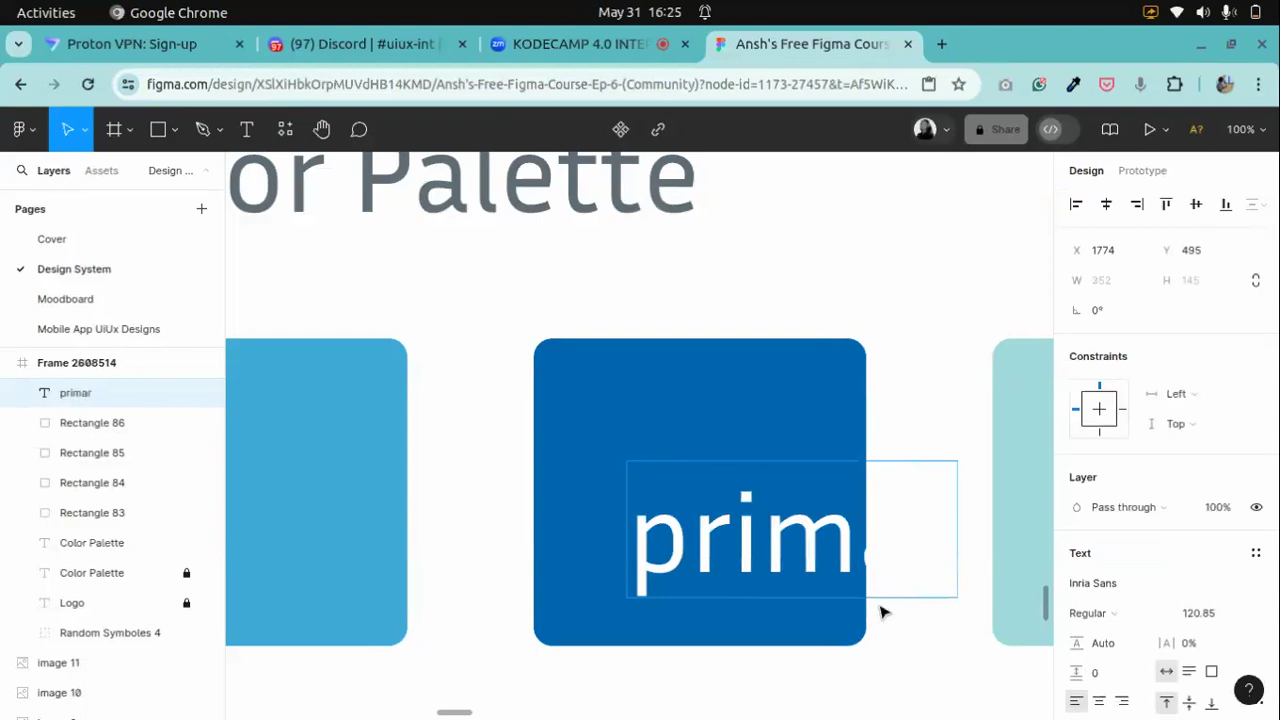 Activities
Google Chrome
May 31 16:25
Proton VPN: Sign-up
(97) Discord | #uiux-int
KODECAMP 4.0 INTE
Ansh's Free Figma Cours
figma.com/design/XSlXiHbkOrpMUVdHB14KMD/Ansh's-Free-Figma-Course-Ep-6-(Community)?node-id=1173-27457&t=Af5WiK...
Share
A?
100%
Layers
Assets
Design ...
Design
Prototype
Pages
Cover
Design System
Moodboard
Mobile App UiUx Designs
Frame 2608514
primar
Rectangle 86
Rectangle 85
Rectangle 84
Rectangle 83
Color Palette
Color Palette
Logo
Random Symboles 4
image 11
image 10
or Palette
prim
X 1774
Y 495
W 352
H 145
0°
Constraints
Left
Top
Layer
Pass through
100%
Text
Inria Sans
Regular
120.85
Auto
|A| 0%
0
?